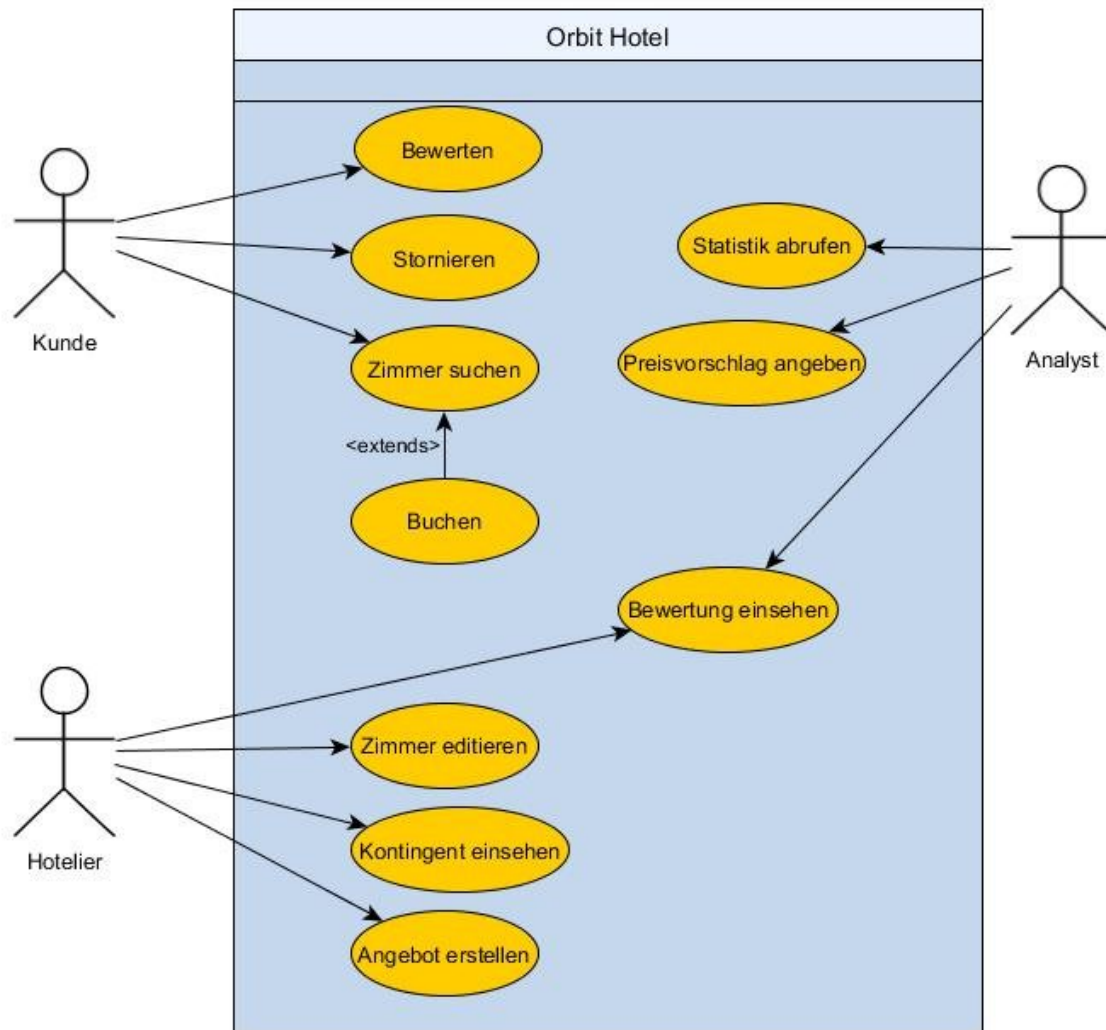 Orbit Hotel
Bewerten
Stornieren
Statistik abrufen
Kunde
Zimmer suchen
Preisvorschlag angeben
Analyst
<extends>
Buchen
Bewertung einsehen
Zimmer editieren
Kontingent einsehen
Hotelier
Angebot erstellen